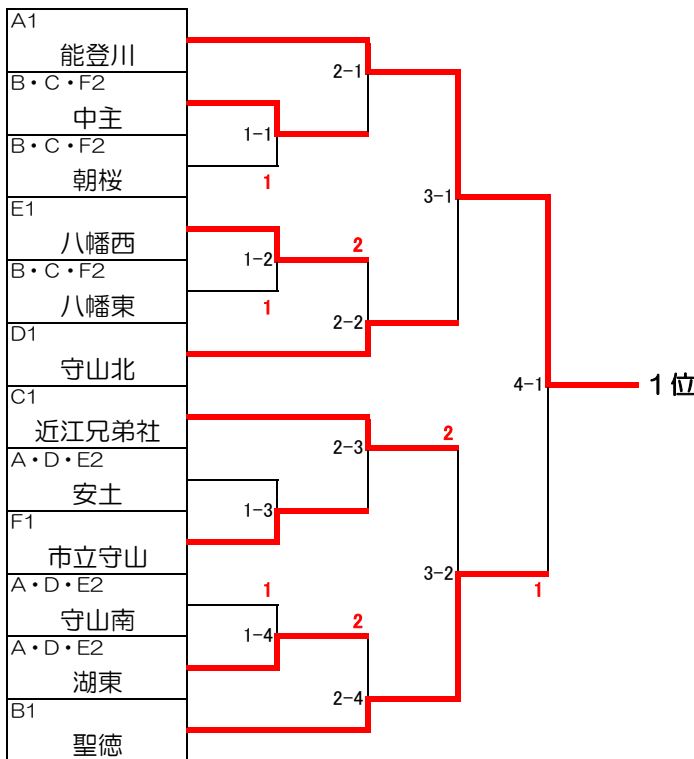 A1
能登川
2-1
B・C・F2
中主
1-1
B・C・F2
朝桜
1
3-1
E1
八幡西
2
1-2
B・C・F2
八幡東
1
2-2
D1
守山北
4-1
1位
C1
近江兄弟社
2
2-3
A・D・E2
安土
1-3
F1
市立守山
3-2
1
A・D・E2
守山南
1
2
1-4
A・D・E2
湖東
2-4
B1
聖徳